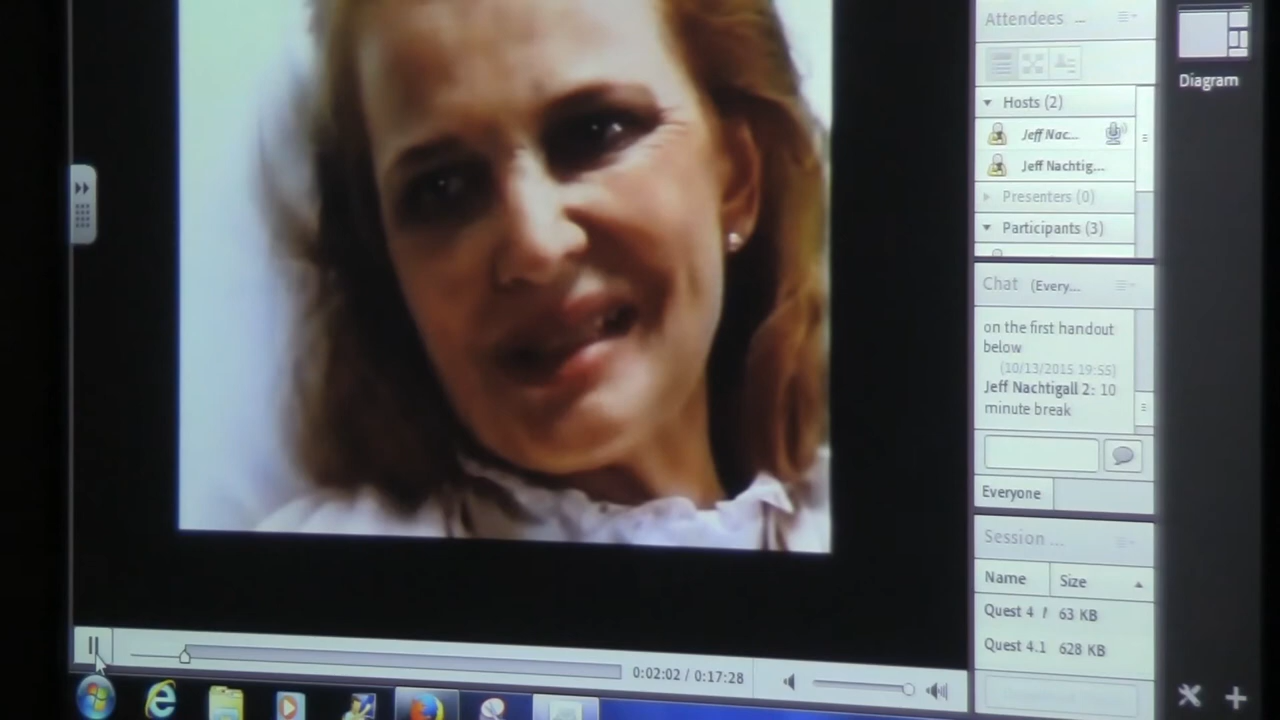 Attendees ...
Diagram
Hosts (2)
Jeff Nac...
Jeff Nachtig...
Presenters (0)
Participants (3)
Chat (Every...
on the first handout
below
(10/13/2015 19:55)
Jeff Nachtigall 2: 10
minute break
Everyone
Session ...
Name Size
Quest 4 63 KB
Quest 4.1 628 KB
0:02:02 / 0:17:28